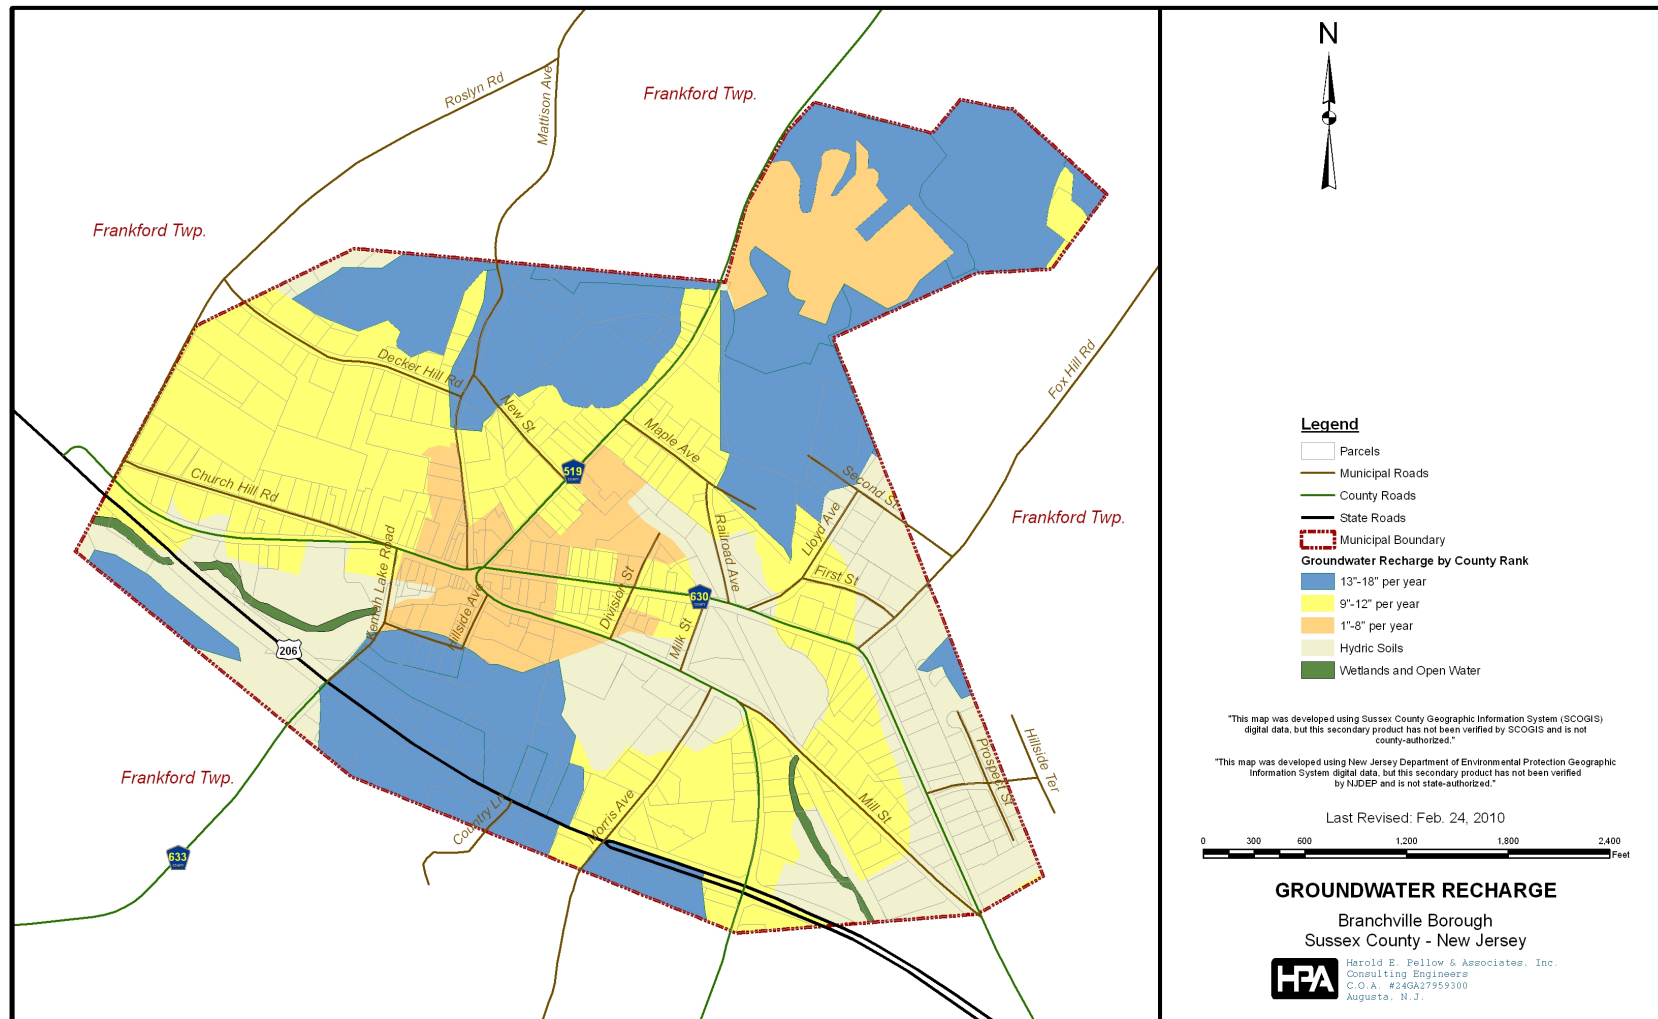 N
Roslyn Rd
Mattison Ave
Frankford Twp.
Frankford Twp.
Decker Hill Rd
New St
Maple Ave
Fox Hill Rd
519
COUNTY
Church Hill Rd
Second St
Frankford Twp.
Railroad Ave
Lloyd Ave
Kemah Lake Road
First St
Hillside Ave
Division St
630
COUNTY
Milk St
206
Frankford Twp.
Prospect St
Hillside Ter
Country Ln
Morris Ave
Mill St
633
COUNTY
Legend
Parcels
Municipal Roads
County Roads
State Roads
Municipal Boundary
Groundwater Recharge by County Rank
13"-18" per year
9"-12" per year
1"-8" per year
Hydric Soils
Wetlands and Open Water
"This map was developed using Sussex County Geographic Information System (SCOGIS)
digital data, but this secondary product has not been verified by SCOGIS and is not
county-authorized."
"This map was developed using New Jersey Department of Environmental Protection Geographic
Information System digital data, but this secondary product has not been verified
by NJDEP and is not state-authorized."
Last Revised: Feb. 24, 2010
0 300 600 1,200 1,800 2,400
Feet
GROUNDWATER RECHARGE
Branchville Borough
Sussex County - New Jersey
HPA
Harold E. Pellow & Associates, Inc.
Consulting Engineers
C.O.A. #24GA27959300
Augusta, N.J.